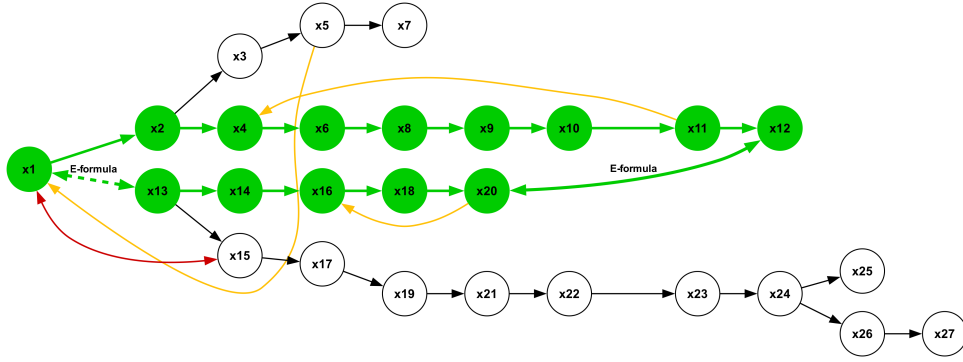 x5 x7
x3
x2 x4 x6 x8 x9 x10 x11 x12
x1 E-formula E-formula
x13 x14 x16 x18 x20
x15 x17 x25
x19 x21 x22 x23 x24
x26 x27